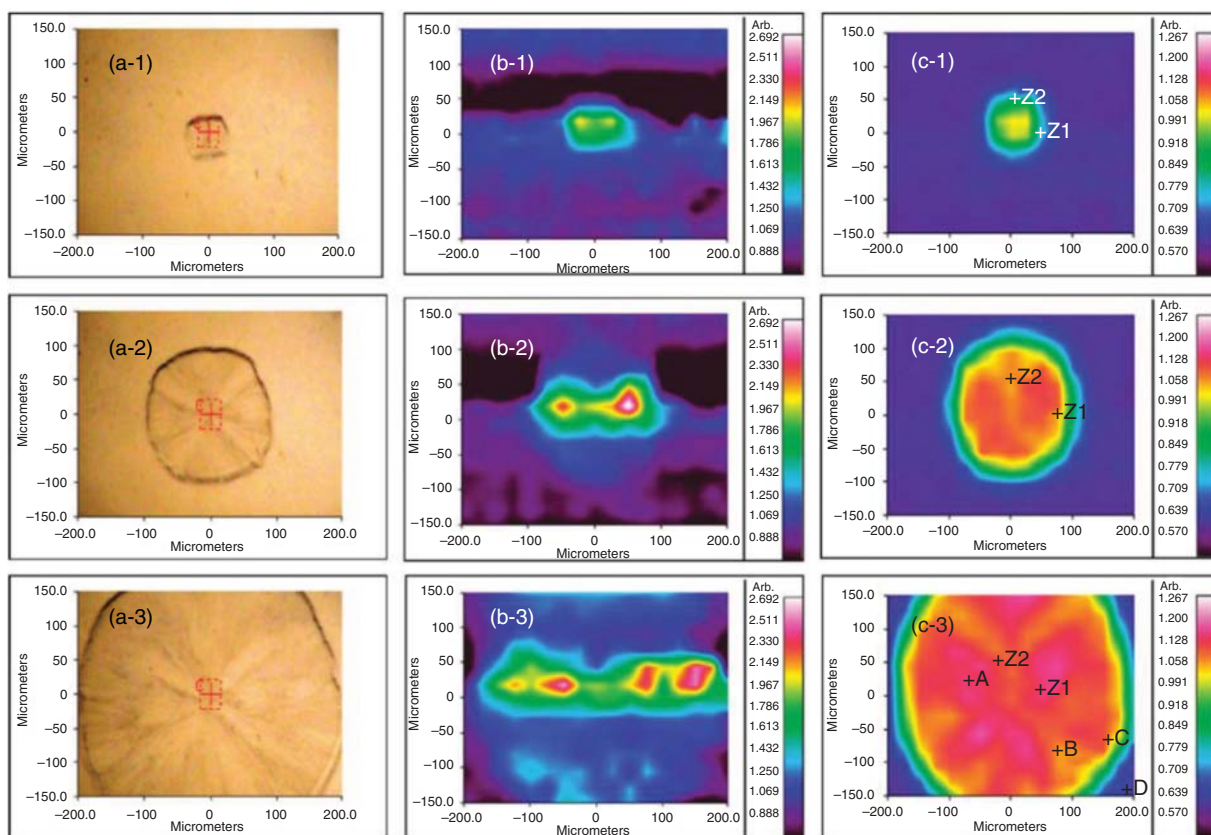 (a-1)
Micrometers
150.0
100
50
0
−50
−100
−150.0
−200.0 −100 0 100 200.0
Micrometers
(b-1)
Micrometers
150.0
100
50
0
−50
−100
−150.0
−200.0 −100 0 100 200.0
Micrometers
Arb.
2.692
2.511
2.330
2.149
1.967
1.786
1.613
1.432
1.250
1.069
0.888
(c-1)
+Z2
+Z1
Micrometers
150.0
100
50
0
−50
−100
−150.0
−200.0 −100 0 100 200.0
Micrometers
Arb.
1.267
1.200
1.128
1.060
0.991
0.918
0.849
0.779
0.709
0.639
0.570
(a-2)
Micrometers
150.0
100
50
0
−50
−100
−150.0
−200.0 −100 0 100 200.0
Micrometers
(b-2)
Micrometers
150.0
100
50
0
−50
−100
−150.0
−200.0 −100 0 100 200.0
Micrometers
Arb.
2.692
2.511
2.330
2.149
1.967
1.786
1.613
1.432
1.250
1.069
0.888
(c-2)
+Z2
+Z1
Micrometers
150.0
100
50
0
−50
−100
−150.0
−200.0 −100 0 100 200.0
Micrometers
Arb.
1.267
1.200
1.128
1.060
0.991
0.918
0.849
0.779
0.709
0.639
0.570
(a-3)
Micrometers
150.0
100
50
0
−50
−100
−150.0
−200.0 −100 0 100 200.0
Micrometers
(b-3)
Micrometers
150.0
100
50
0
−50
−100
−150.0
−200.0 −100 0 100 200.0
Micrometers
Arb.
2.692
2.511
2.330
2.149
1.967
1.786
1.613
1.432
1.250
1.069
0.888
(c-3)
+Z2
+A
+Z1
+C
+B
+D
Micrometers
150.0
100
50
0
−50
−100
−150.0
−200.0 −100 0 100 200.0
Micrometers
Arb.
1.267
1.200
1.128
1.060
0.991
0.918
0.849
0.779
0.709
0.639
0.570